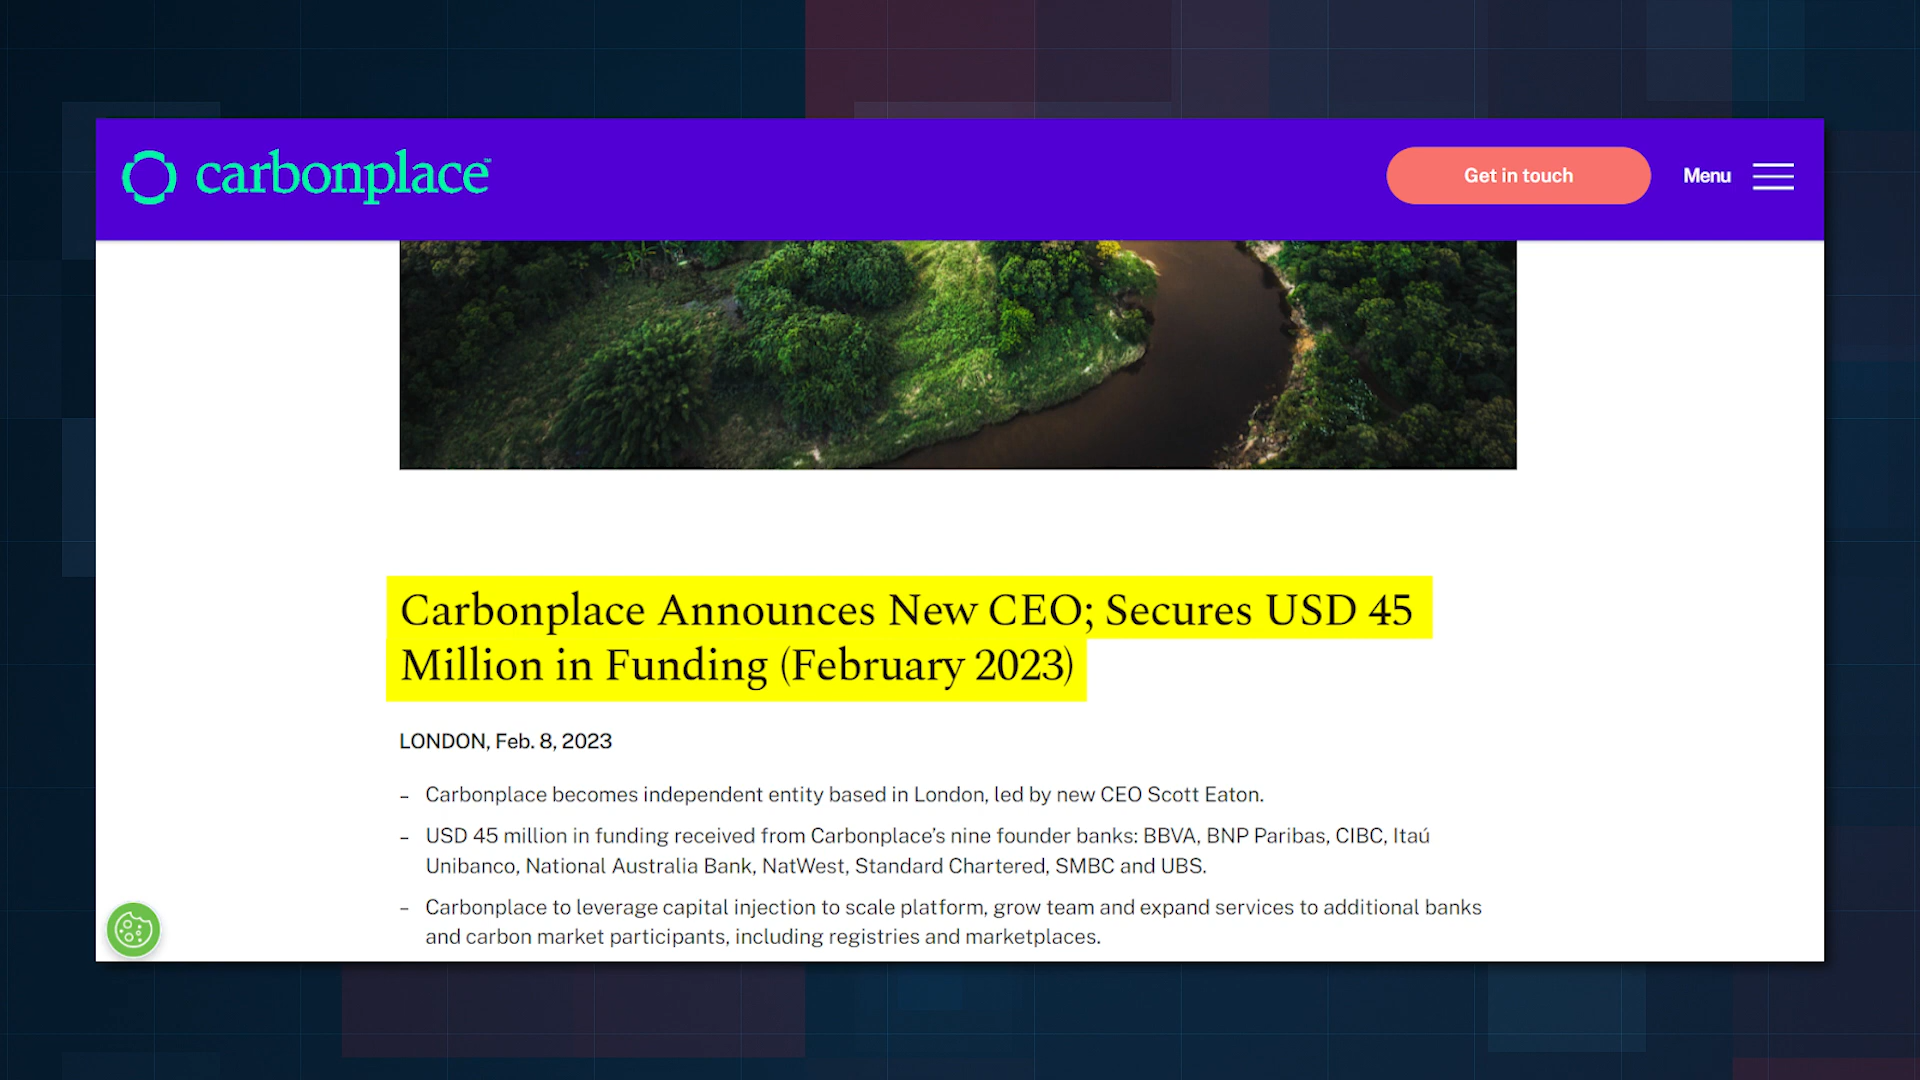 carbonplace™
Get in touch
Menu
Carbonplace Announces New CEO; Secures USD 45
Million in Funding (February 2023)
LONDON, Feb. 8, 2023
– Carbonplace becomes independent entity based in London, led by new CEO Scott Eaton.
– USD 45 million in funding received from Carbonplace’s nine founder banks: BBVA, BNP Paribas, CIBC, Itaú
Unibanco, National Australia Bank, NatWest, Standard Chartered, SMBC and UBS.
– Carbonplace to leverage capital injection to scale platform, grow team and expand services to additional banks
and carbon market participants, including registries and marketplaces.